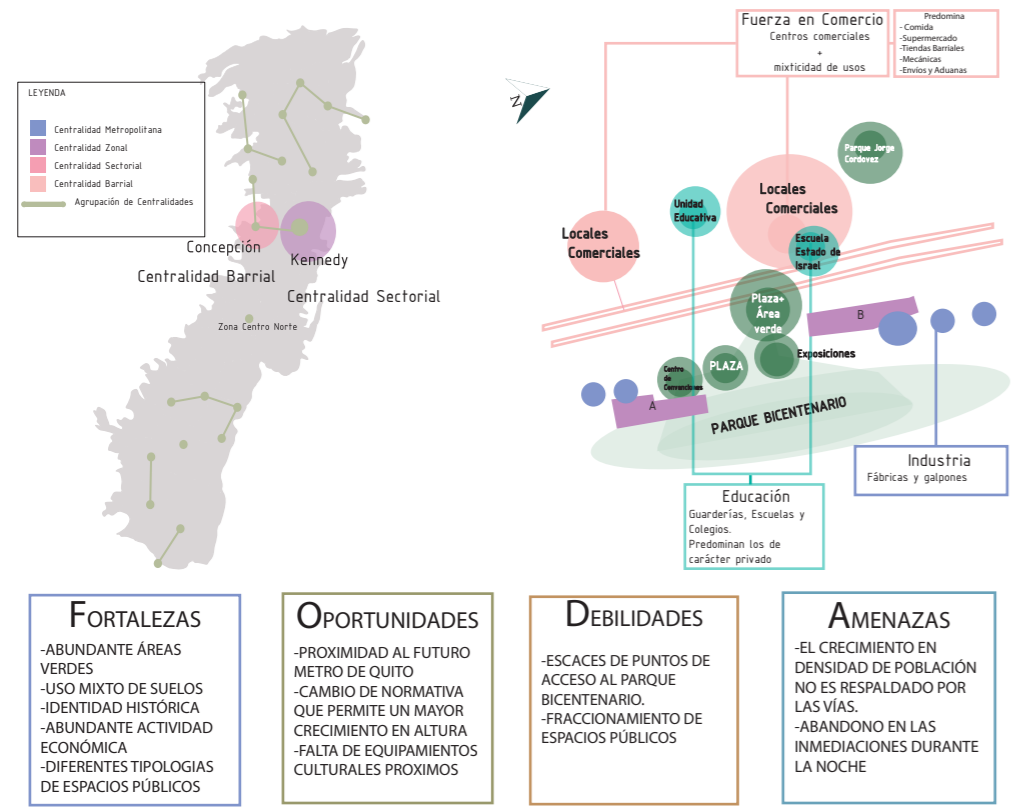 LEYENDA
Centralidad Metropolitana
Centralidad Zonal
Centralidad Sectorial
Centralidad Barrial
Agrupación de Centralidades
Concepción
Centralidad Barrial
Kennedy
Centralidad Sectorial
Zona Centro Norte
N
Fuerza en Comercio
Centros comerciales
+
mixticidad de usos
Predomina
- Comida
-Supermercado
-Tiendas Barriales
-Mecánicas
-Envíos y Aduanas
Parque Jorge
Cordovez
Locales
Comerciales
Unidad
Educativa
Locales
Comerciales
Escuela
Estado de
Israel
Plaza+
Área
verde
B
Exposiciones
PLAZA
Centro
de
Convenciones
A
PARQUE BICENTENARIO
Industria
Fábricas y galpones
Educación
Guarderías, Escuelas y
Colegios.
Predominan los de
carácter privado
FORTALEZAS
-ABUNDANTE ÁREAS
VERDES
-USO MIXTO DE SUELOS
-IDENTIDAD HISTÓRICA
-ABUNDANTE ACTIVIDAD
ECONÓMICA
-DIFERENTES TIPOLOGIAS
DE ESPACIOS PÚBLICOS
OPORTUNIDADES
-PROXIMIDAD AL FUTURO
METRO DE QUITO
-CAMBIO DE NORMATIVA
QUE PERMITE UN MAYOR
CRECIMIENTO EN ALTURA
-FALTA DE EQUIPAMIENTOS
CULTURALES PROXIMOS
DEBILIDADES
-ESCACES DE PUNTOS DE
ACCESO AL PARQUE
BICENTENARIO.
-FRACCIONAMIENTO DE
ESPACIOS PÚBLICOS
AMENAZAS
-EL CRECIMIENTO EN
DENSIDAD DE POBLACIÓN
NO ES RESPALDADO POR
LAS VÍAS.
-ABANDONO EN LAS
INMEDIACIONES DURANTE
LA NOCHE